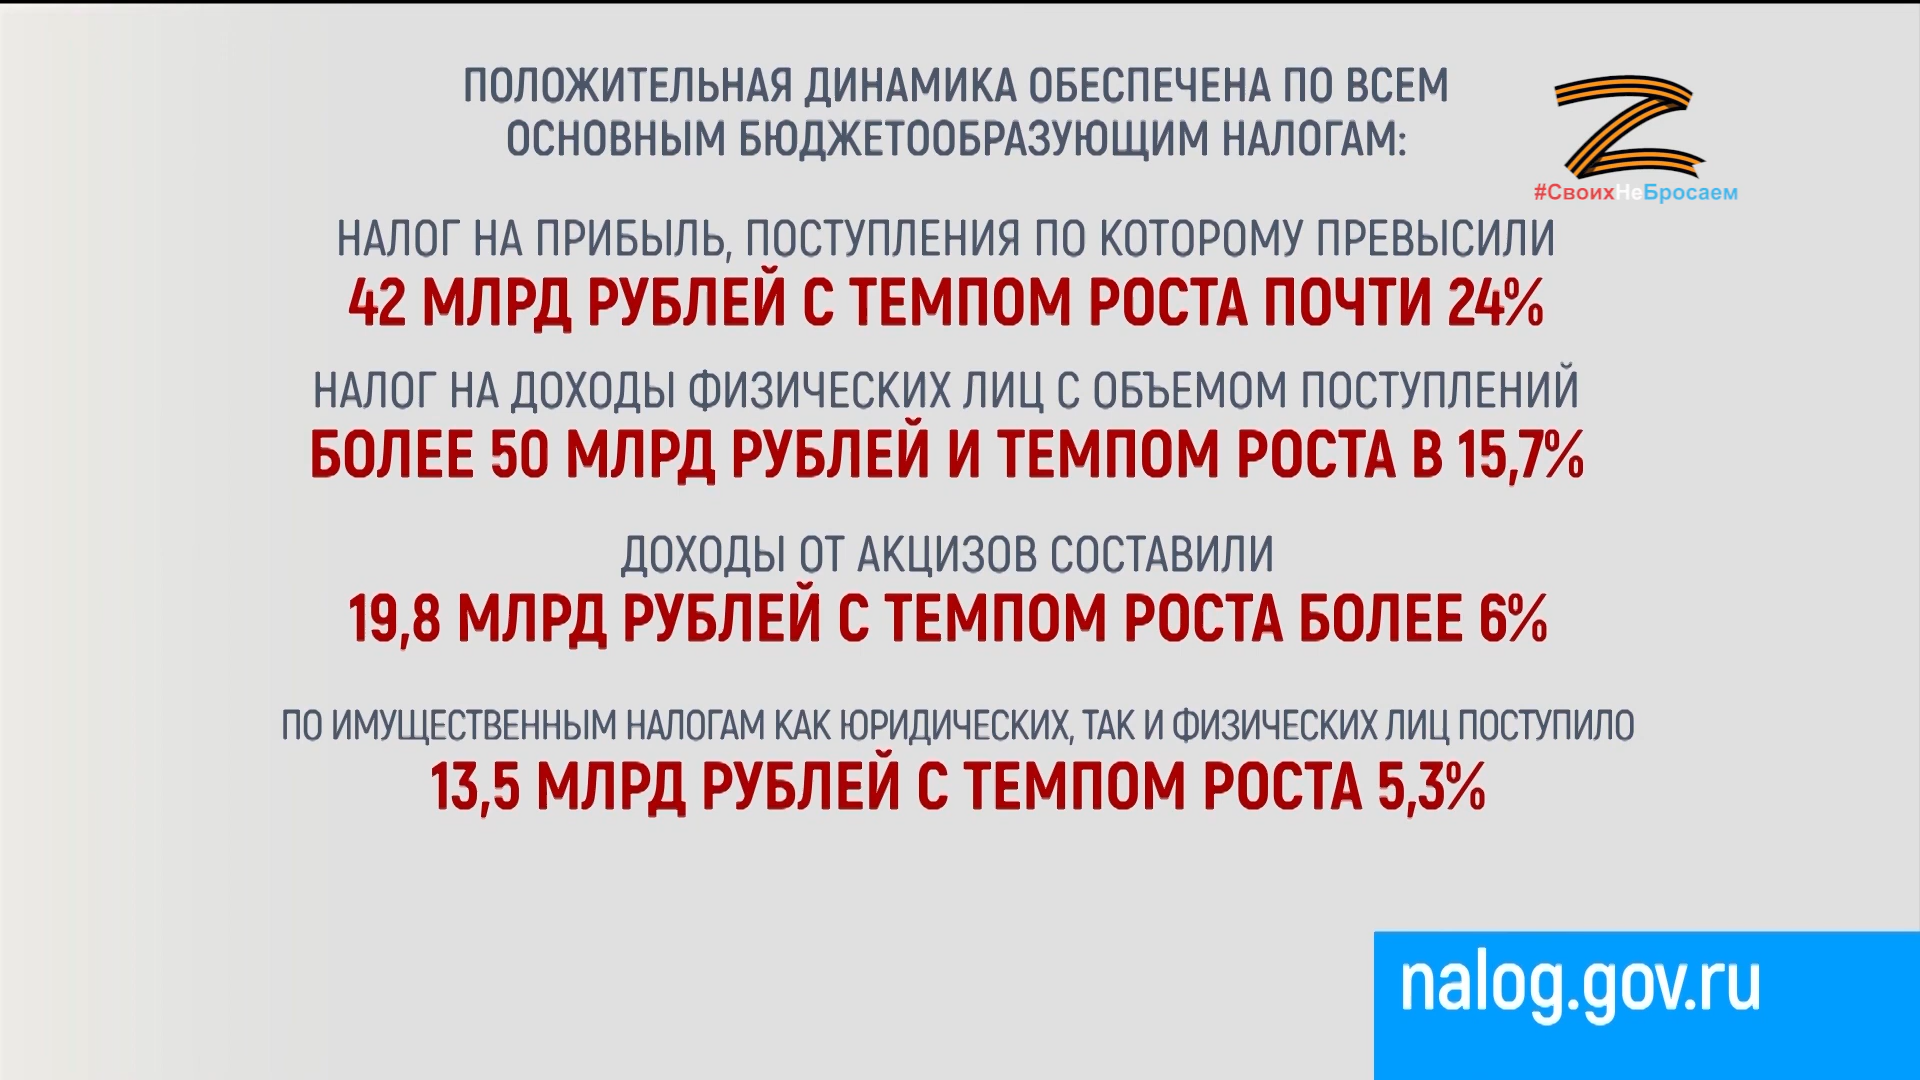 ПОЛОЖИТЕЛЬНАЯ ДИНАМИКА ОБЕСПЕЧЕНА ПО ВСЕМ
ОСНОВНЫМ БЮДЖЕТООБРАЗУЮЩИМ НАЛОГАМ:
#СвоихНеБросаем
НАЛОГ НА ПРИБЫЛЬ, ПОСТУПЛЕНИЯ ПО КОТОРОМУ ПРЕВЫСИЛИ
42 МЛРД РУБЛЕЙ С ТЕМПОМ РОСТА ПОЧТИ 24%
НАЛОГ НА ДОХОДЫ ФИЗИЧЕСКИХ ЛИЦ С ОБЪЕМОМ ПОСТУПЛЕНИЙ
БОЛЕЕ 50 МЛРД РУБЛЕЙ И ТЕМПОМ РОСТА В 15,7%
ДОХОДЫ ОТ АКЦИЗОВ СОСТАВИЛИ
19,8 МЛРД РУБЛЕЙ С ТЕМПОМ РОСТА БОЛЕЕ 6%
ПО ИМУЩЕСТВЕННЫМ НАЛОГАМ КАК ЮРИДИЧЕСКИХ, ТАК И ФИЗИЧЕСКИХ ЛИЦ ПОСТУПИЛО
13,5 МЛРД РУБЛЕЙ С ТЕМПОМ РОСТА 5,3%
nalog.gov.ru